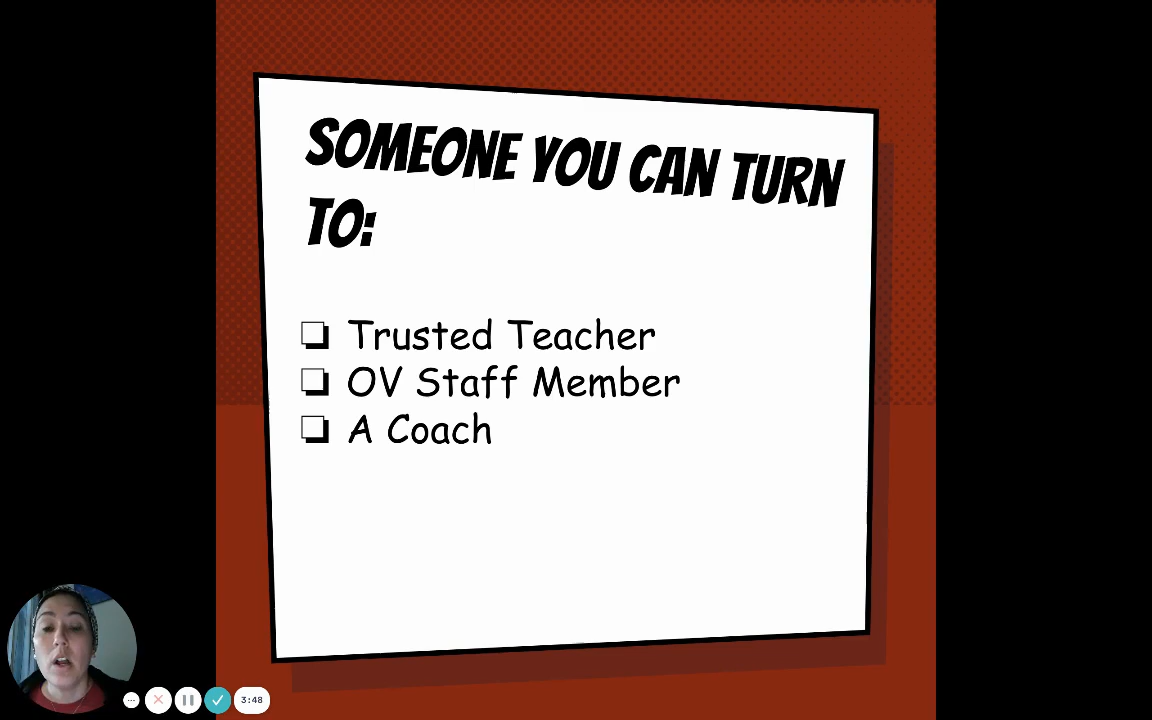 SOMEONE YOU CAN TURN
TO:
❏ Trusted Teacher
❏ OV Staff Member
❏ A Coach
3:48